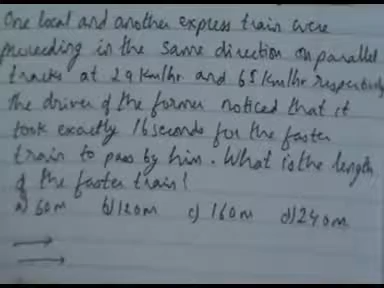 One local and another express train were
proceeding in the same direction on parallel
tracks at 29 km/hr and 65 km/hr respectively
the driver of the former noticed that it
took exactly 16 seconds for the faster
train to pass by him. What is the length
of the faster train?
a) 60m b) 120m c) 160m d) 240m